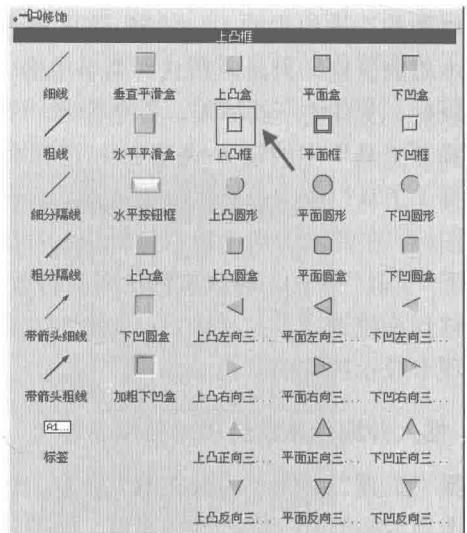 修饰
上凸框
细线 垂直平滑盒 上凸盒 平面盒 下凹盒
粗线 水平平滑盒 上凸框 平面框 下凹框
细分隔线 水平按钮框 上凸圆形 平面圆形 下凹圆形
粗分隔线 上凸盒 上凸圆盒 平面圆盒 下凹圆盒
带箭头细线 下凹圆盒 上凸左向三... 平面左向三... 下凹左向三...
带箭头粗线 加粗下凹盒 上凸右向三... 平面右向三... 下凹右向三...
A1...
标签 上凸正向三... 平面正向三... 下凹正向三...
上凸反向三... 平面反向三... 下凹反向三...